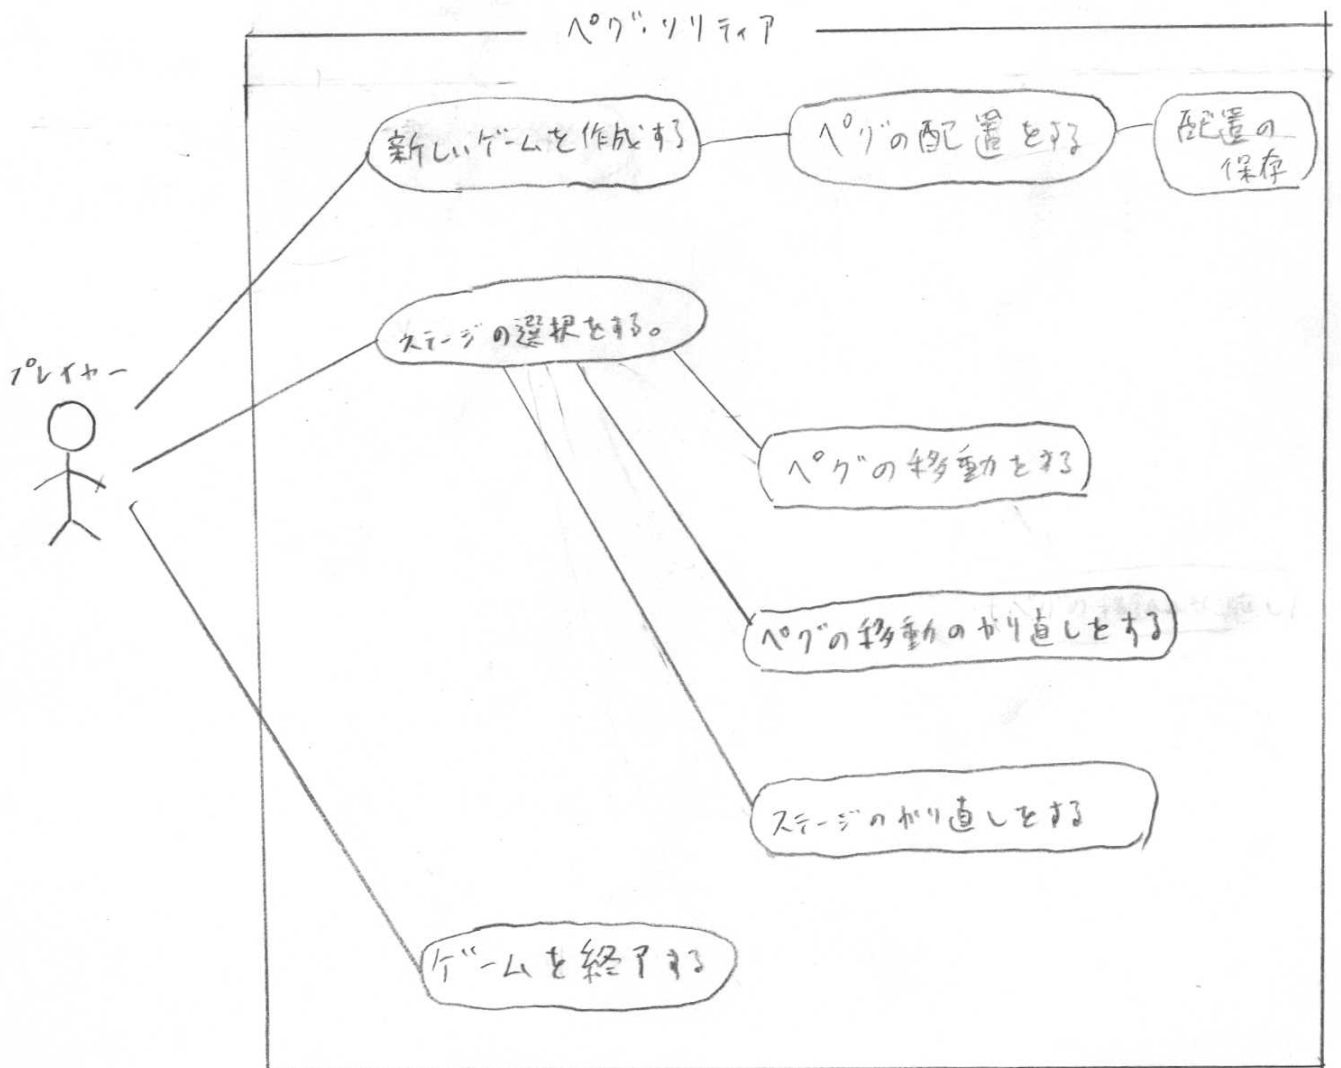 ペグ・ソリティア
新しいゲームを作成する
ペグの配置をする
配置の
保存
ステージの選択をする。
プレイヤー
ペグの移動をする
ペグの移動のやり直しをする
ステージのやり直しをする
ゲームを終了する